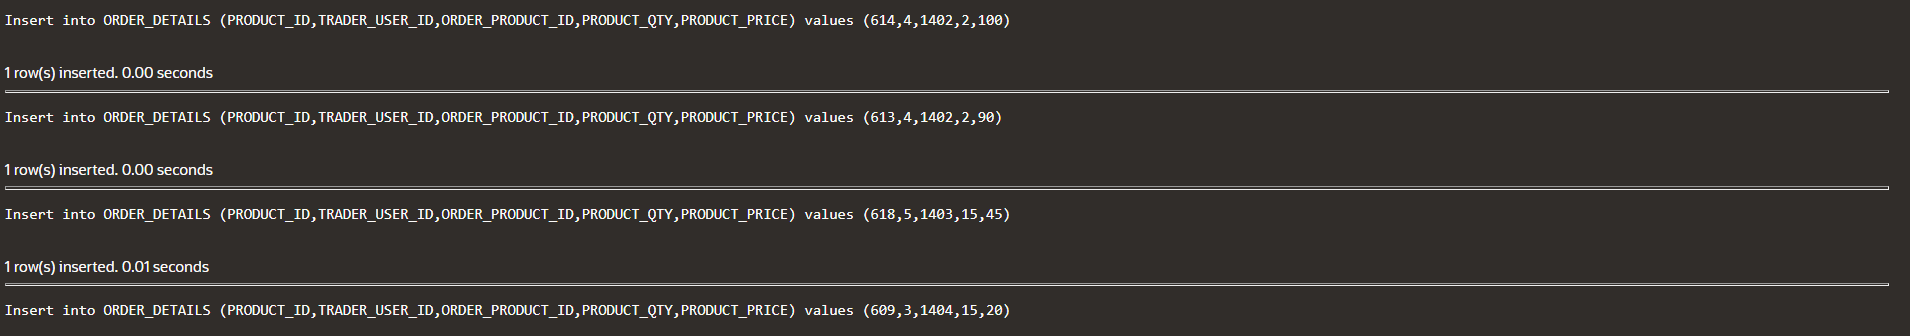 Insert into ORDER_DETAILS (PRODUCT_ID,TRADER_USER_ID,ORDER_PRODUCT_ID,PRODUCT_QTY,PRODUCT_PRICE) values (614,4,1402,2,100)
1 row(s) inserted. 0.00 seconds
Insert into ORDER_DETAILS (PRODUCT_ID,TRADER_USER_ID,ORDER_PRODUCT_ID,PRODUCT_QTY,PRODUCT_PRICE) values (613,4,1402,2,90)
1 row(s) inserted. 0.00 seconds
Insert into ORDER_DETAILS (PRODUCT_ID,TRADER_USER_ID,ORDER_PRODUCT_ID,PRODUCT_QTY,PRODUCT_PRICE) values (618,5,1403,15,45)
1 row(s) inserted. 0.01 seconds
Insert into ORDER_DETAILS (PRODUCT_ID,TRADER_USER_ID,ORDER_PRODUCT_ID,PRODUCT_QTY,PRODUCT_PRICE) values (609,3,1404,15,20)